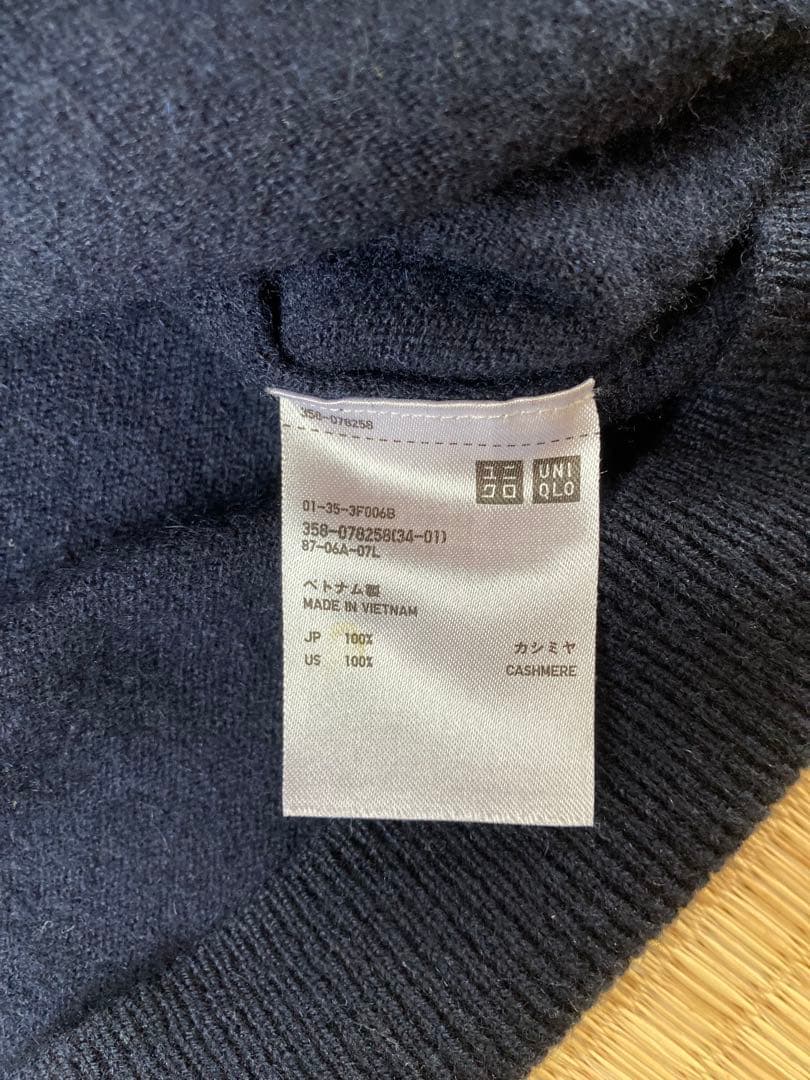 358-078258
ユニ
クロ
UNI
QLO
01-35-3F006B
358-078258(34-01)
87-06A-07L
ベトナム製
MADE IN VIETNAM
JP 100% カシミヤ
US 100% CASHMERE